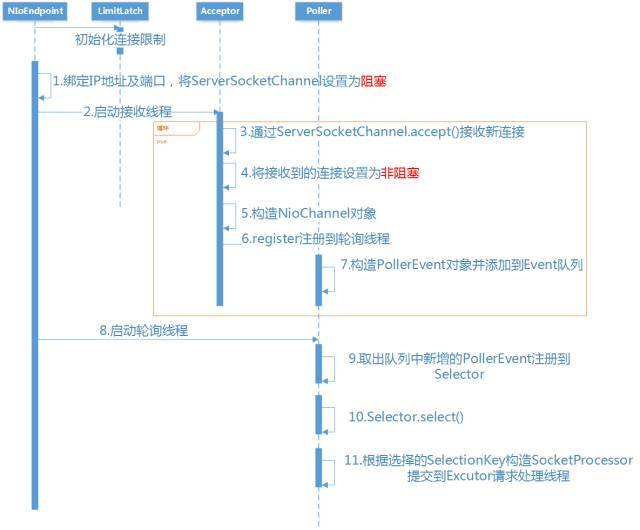 NIoEndpoint
LimitLatch
Acceptor
Poller
初始化连接限制
1.绑定IP地址及端口，将ServerSocketChannel设置为阻塞
2.启动接收线程
循环
3.通过ServerSocketChannel.accept()接收新连接
4.将接收到的连接设置为非阻塞
5.构造NioChannel对象
6.register注册到轮询线程
7.构造PollerEvent对象并添加到Event队列
8.启动轮询线程
9.取出队列中新增的PollerEvent注册到
Selector
10.Selector.select()
11.根据选择的SelectionKey构造SocketProcessor
提交到Excutor请求处理线程